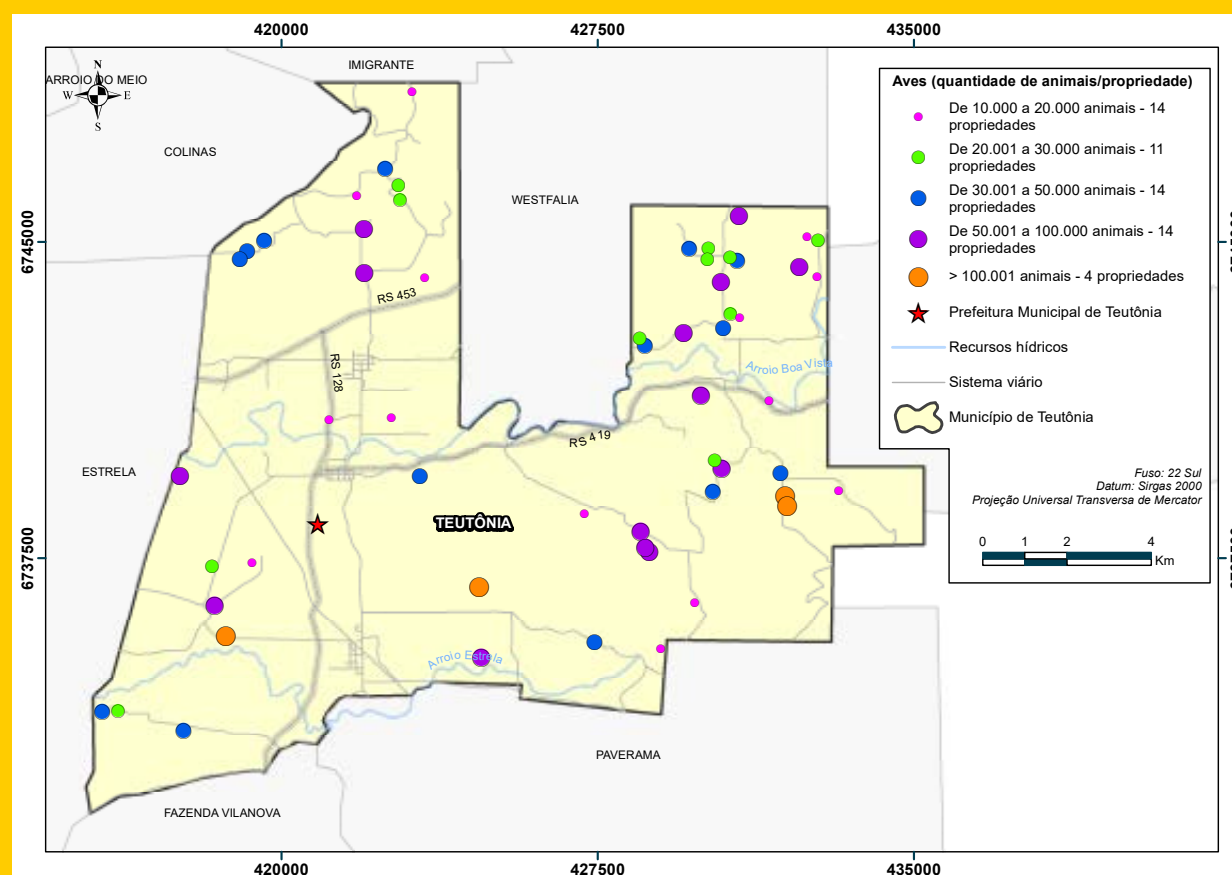 420000
427500
435000
IMIGRANTE
ARROIO DO MEIO
N
W
E
S
COLINAS
WESTFALIA
6745000
RS 453
RS 128
Arroio Boa Vista
RS 419
ESTRELA
TEUTÔNIA
6737500
Arroio Estrela
PAVERAMA
FAZENDA VILANOVA
Aves (quantidade de animais/propriedade)
De 10.000 a 20.000 animais - 14
propriedades
De 20.001 a 30.000 animais - 11
propriedades
De 30.001 a 50.000 animais - 14
propriedades
De 50.001 a 100.000 animais - 14
propriedades
> 100.001 animais - 4 propriedades
Prefeitura Municipal de Teutônia
Recursos hídricos
Sistema viário
Município de Teutônia
Fuso: 22 Sul
Datum: Sirgas 2000
Projeção Universal Transversa de Mercator
0 1 2 4
Km
420000
427500
435000